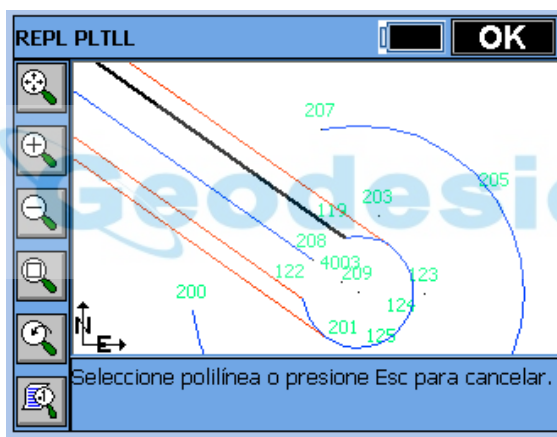 REPL PLTLL
OK
207
205
119
203
208
4003
209
123
122
200
124
201
125
N
E
Geodesi
Seleccione polilínea o presione Esc para cancelar.